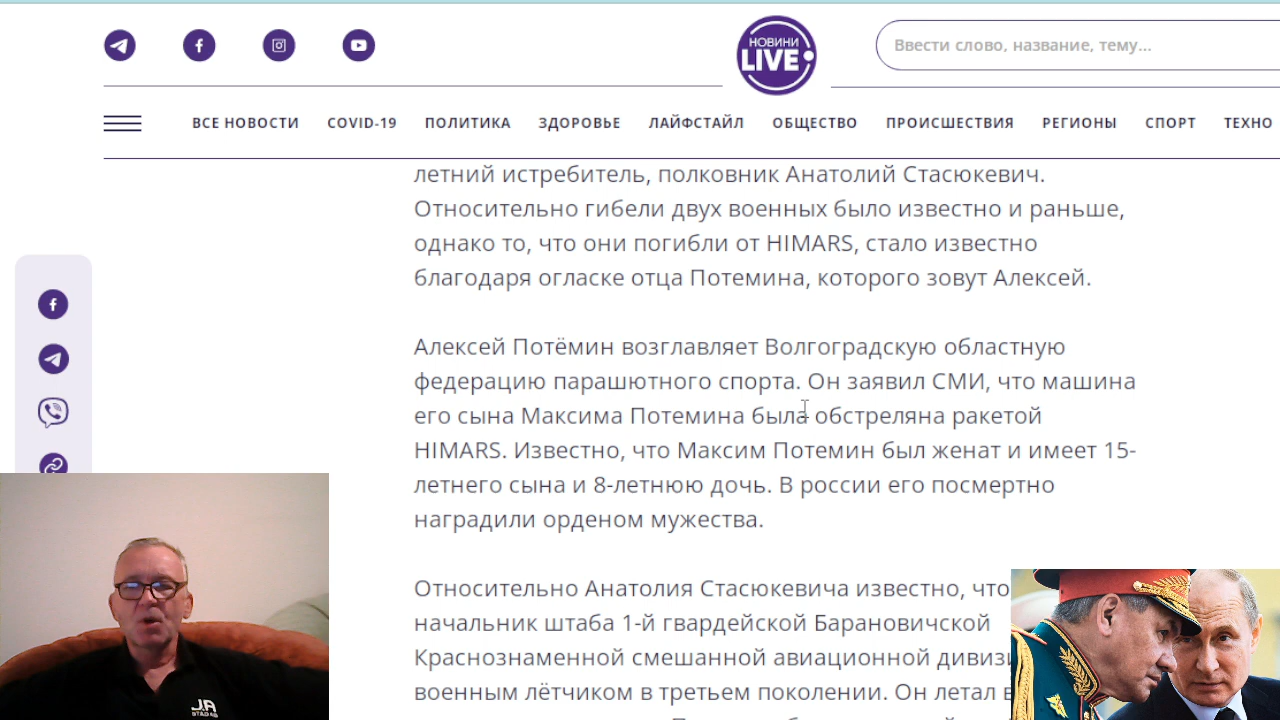 НОВИНИ
LIVE
Ввести слово, название, тему...
ВСЕ НОВОСТИ COVID-19 ПОЛИТИКА ЗДОРОВЬЕ ЛАЙФСТАЙЛ ОБЩЕСТВО ПРОИСШЕСТВИЯ РЕГИОНЫ СПОРТ ТЕХНО
летний истребитель, полковник Анатолий Стасюкевич.
Относительно гибели двух военных было известно и раньше,
однако то, что они погибли от HIMARS, стало известно
благодаря огласке отца Потемина, которого зовут Алексей.
Алексей Потёмин возглавляет Волгоградскую областную
федерацию парашютного спорта. Он заявил СМИ, что машина
его сына Максима Потемина была обстреляна ракетой
HIMARS. Известно, что Максим Потемин был женат и имеет 15-
летнего сына и 8-летнюю дочь. В россии его посмертно
наградили орденом мужества.
Относительно Анатолия Стасюкевича известно, что
начальник штаба 1-й гвардейской Барановичской
Краснознаменной смешанной авиационной дивизи
военным лётчиком в третьем поколении. Он летал в